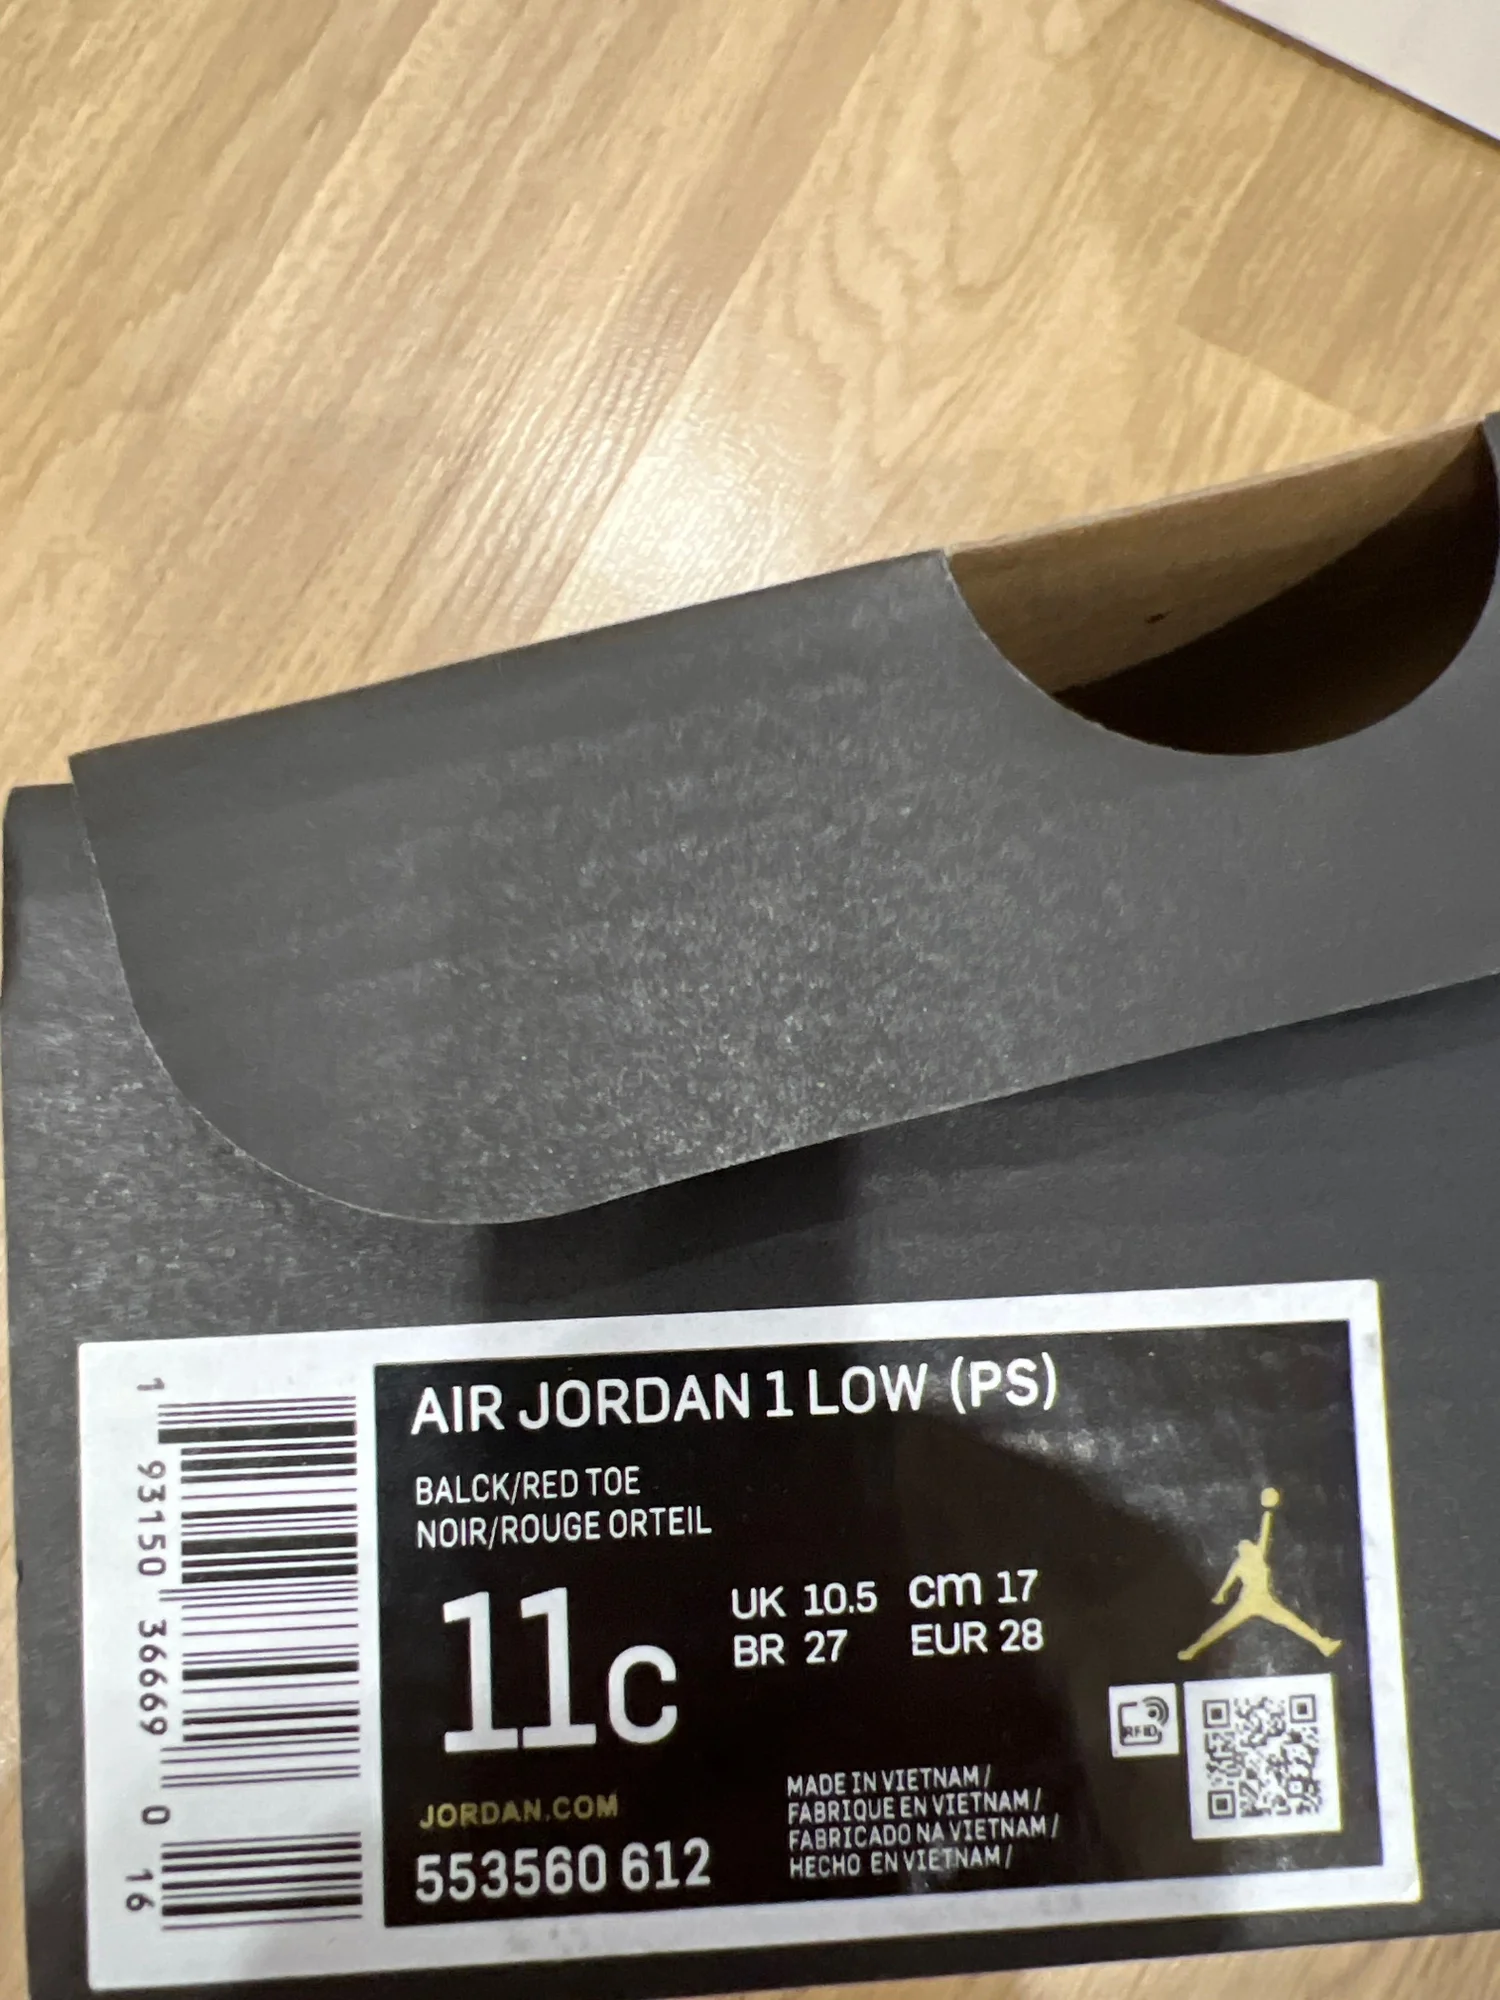 AIR JORDAN 1 LOW (PS)
BALCK/RED TOE
NOIR/ROUGE ORTEIL
11C
UK 10.5 cm 17
BR 27 EUR 28
RFID
JORDAN.COM
553560 612
MADE IN VIETNAM/
FABRIQUE EN VIETNAM/
FABRICADO NA VIETNAM/
HECHO EN VIETNAM/
1 93150 36669 0 16